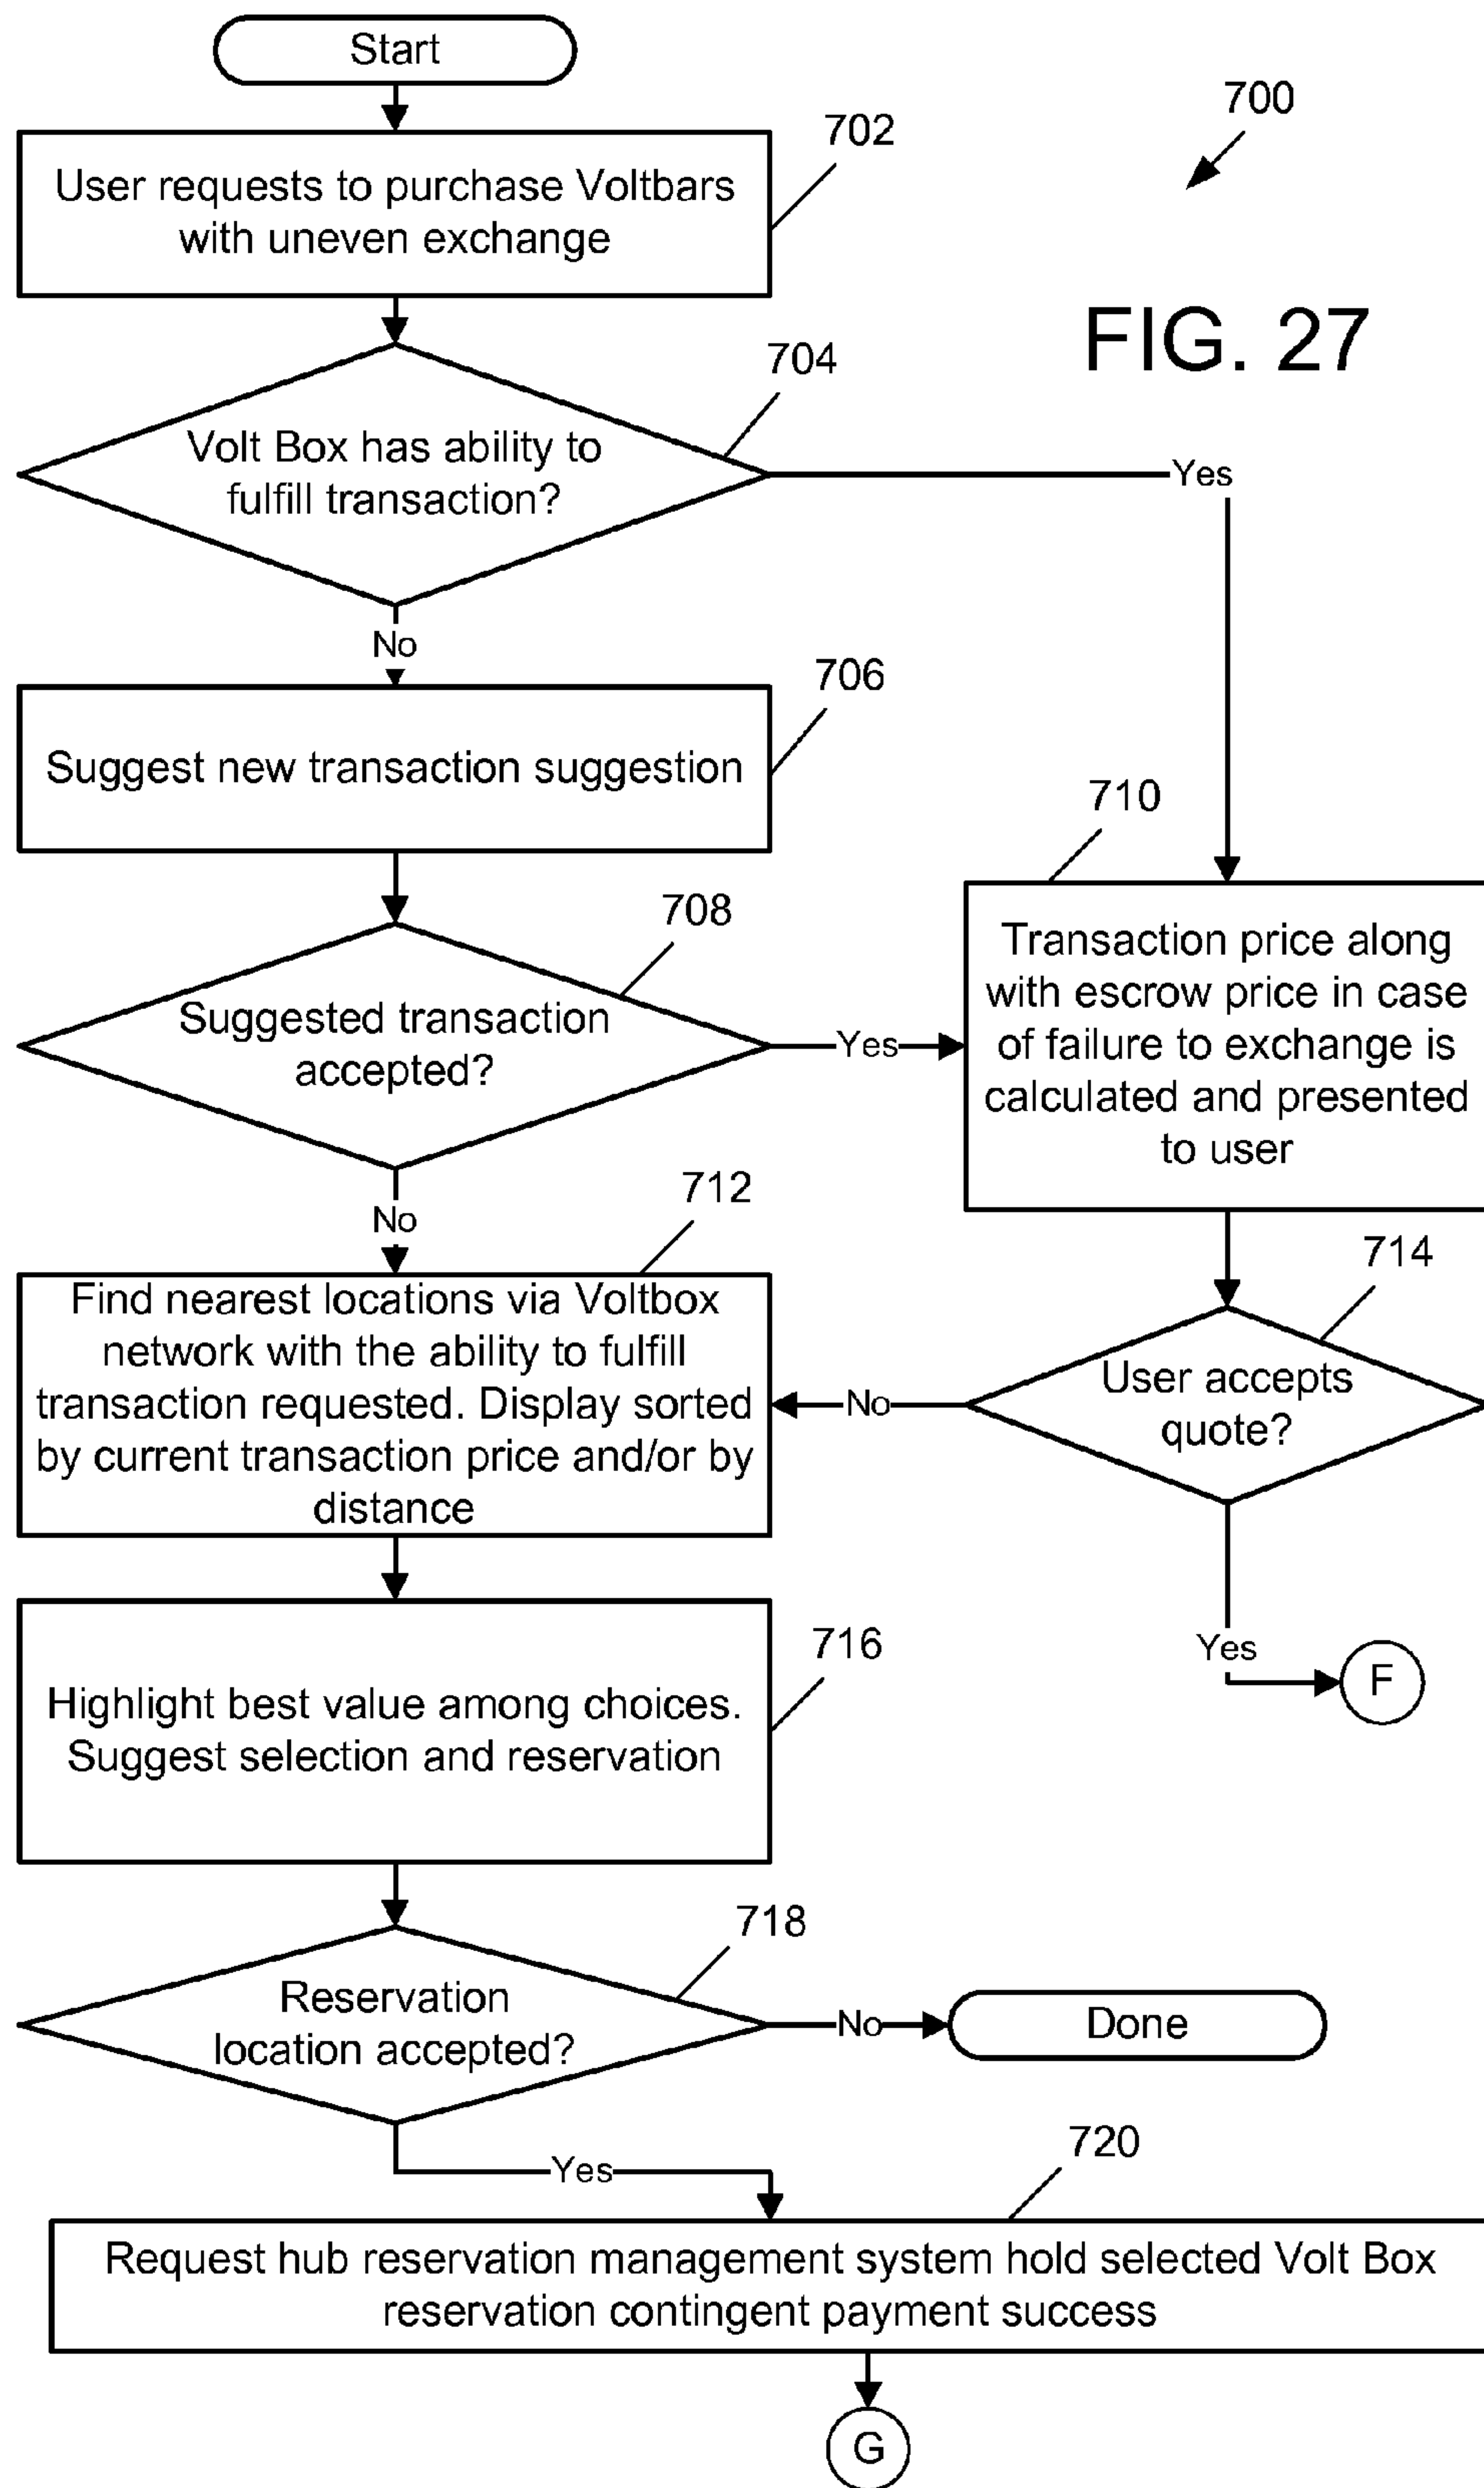 Start
700
702
User requests to purchase Voltbars
with uneven exchange
FIG. 27
704
Volt Box has ability to
fulfill transaction?
Yes
No
706
Suggest new transaction suggestion
710
Transaction price along
with escrow price in case
of failure to exchange is
calculated and presented
to user
708
Suggested transaction
accepted?
Yes
No
712
Find nearest locations via Voltbox
network with the ability to fulfill
transaction requested. Display sorted
by current transaction price and/or by
distance
714
User accepts
quote?
No
Yes
F
716
Highlight best value among choices.
Suggest selection and reservation
718
Reservation
location accepted?
No
Done
Yes
720
Request hub reservation management system hold selected Volt Box
reservation contingent payment success
G